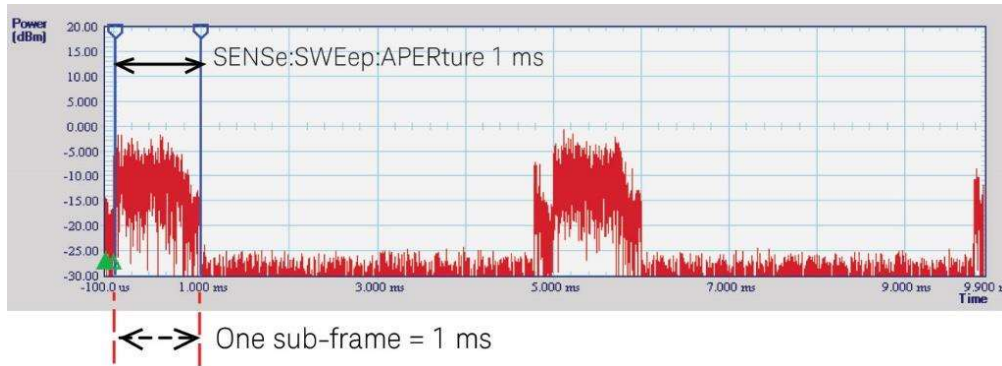 Power
[dBm]
20.00
15.00
10.00
5.000
0.000
-5.000
-10.00
-15.00
-20.00
-25.00
-30.00
SENSe:SWEep:APERture 1 ms
-100.0 ns 1.000 ms 3.000 ms 5.000 ms 7.000 ms 9.000 ms 9.900
Time
One sub-frame = 1 ms